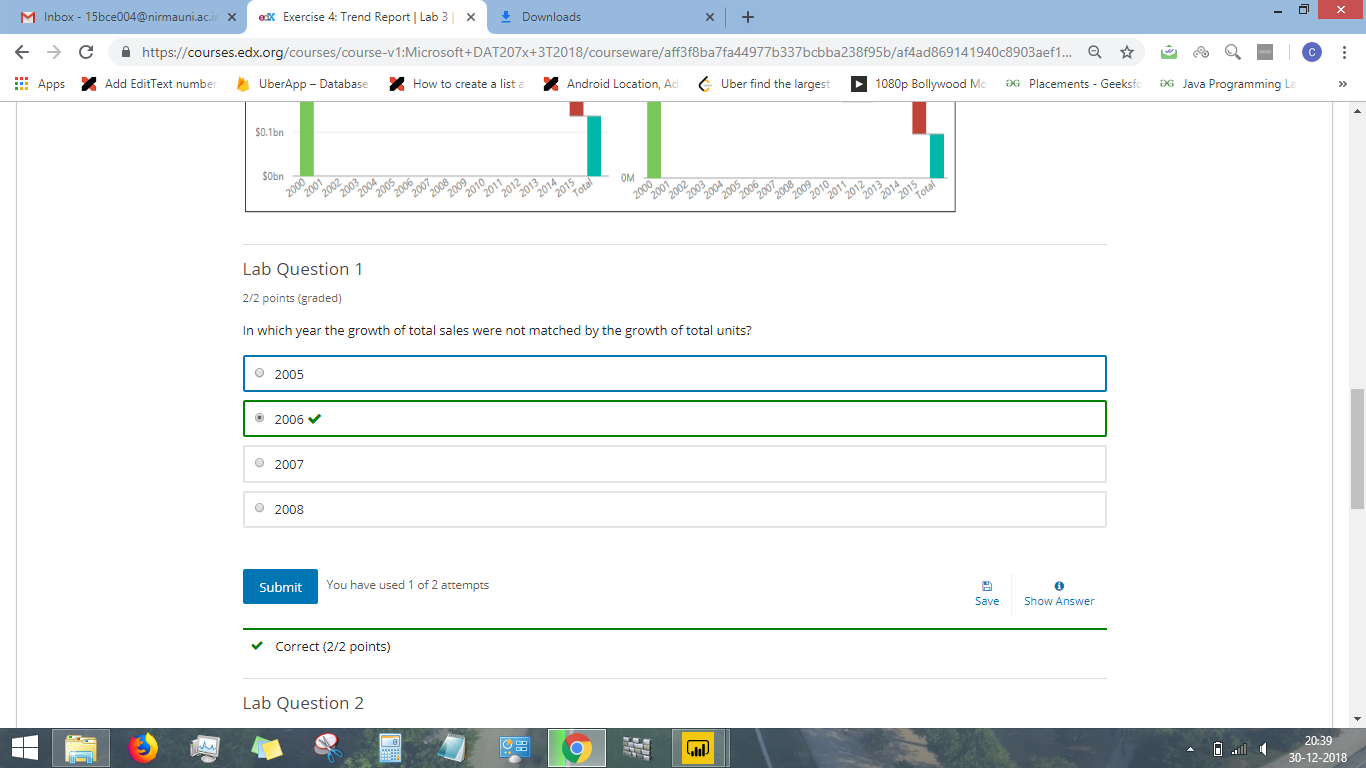 Inbox - 15bce004@nirmauni.ac.in
edX Exercise 4: Trend Report | Lab 3 |
Downloads
https://courses.edx.org/courses/course-v1:Microsoft+DAT207x+3T2018/courseware/aff3f8ba7fa44977b337bcbba238f95b/af4ad869141940c8903aef1...
C
Apps
Add EditText number
UberApp – Database
How to create a list a
Android Location, Ad
Uber find the largest
1080p Bollywood Mo
Placements - Geeksfo
Java Programming La
»
$0.1bn
$0bn
2000 2001 2002 2003 2004 2005 2006 2007 2008 2009 2010 2011 2012 2013 2014 2015 Total
0M
2000 2001 2002 2003 2004 2005 2006 2007 2008 2009 2010 2011 2012 2013 2014 2015 Total
Lab Question 1
2/2 points (graded)
In which year the growth of total sales were not matched by the growth of total units?
2005
2006
2007
2008
Submit
You have used 1 of 2 attempts
Save
Show Answer
Correct (2/2 points)
Lab Question 2
20:39
30-12-2018